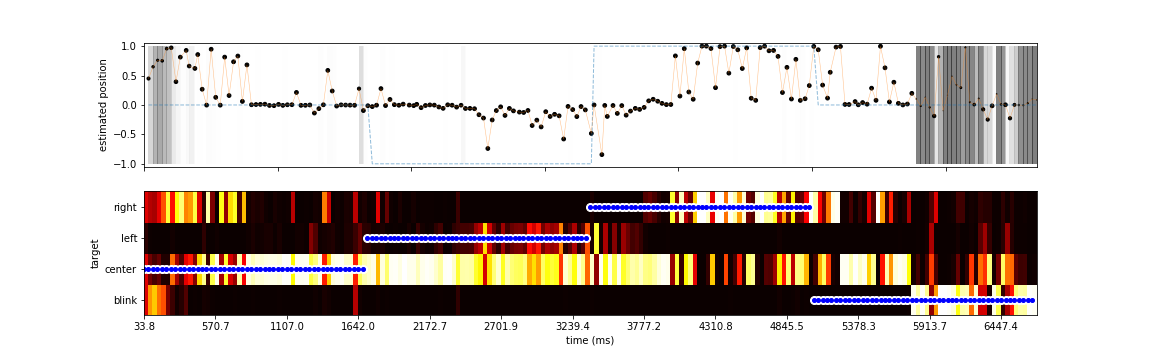 1.0
0.5
0.0
−0.5
−1.0
estimated position
right
left
center
blink
target
33.8 570.7 1107.0 1642.0 2172.7 2701.9 3239.4 3777.2 4310.8 4845.5 5378.3 5913.7 6447.4
time (ms)